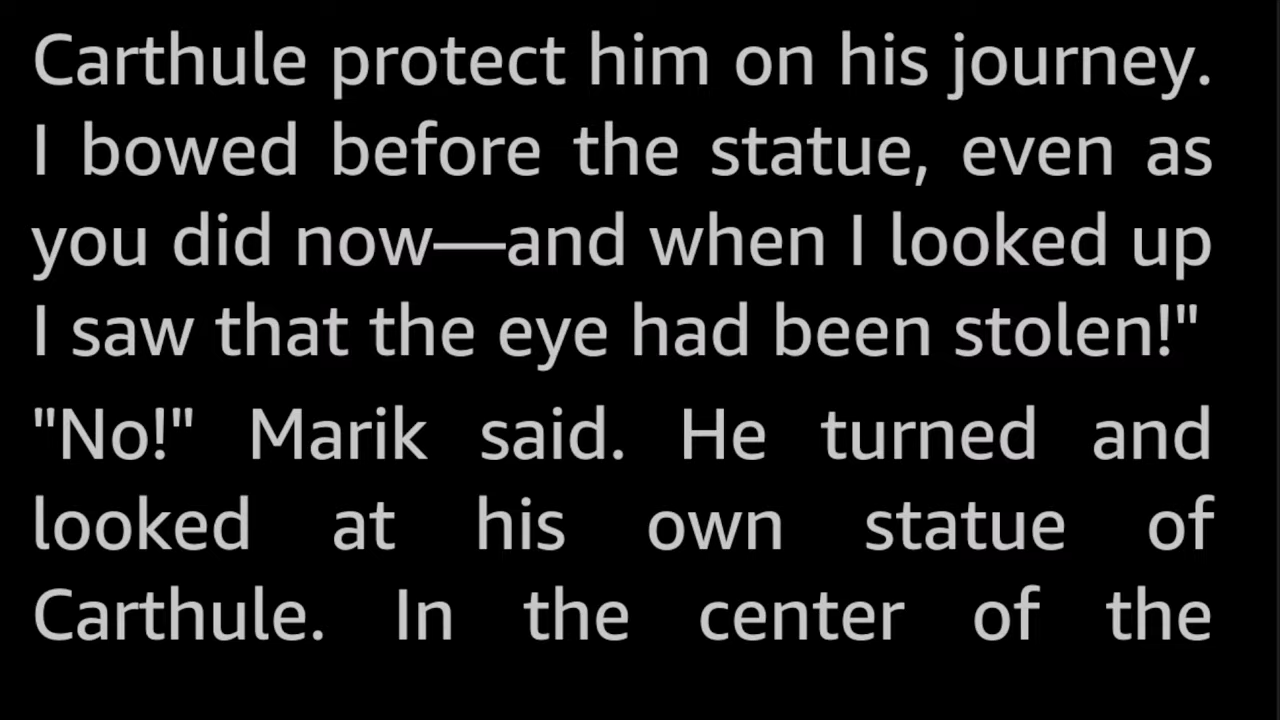 Carthule protect him on his journey.
I bowed before the statue, even as
you did now—and when I looked up
I saw that the eye had been stolen!"
"No!" Marik said. He turned and
looked at his own statue of
Carthule. In the center of the